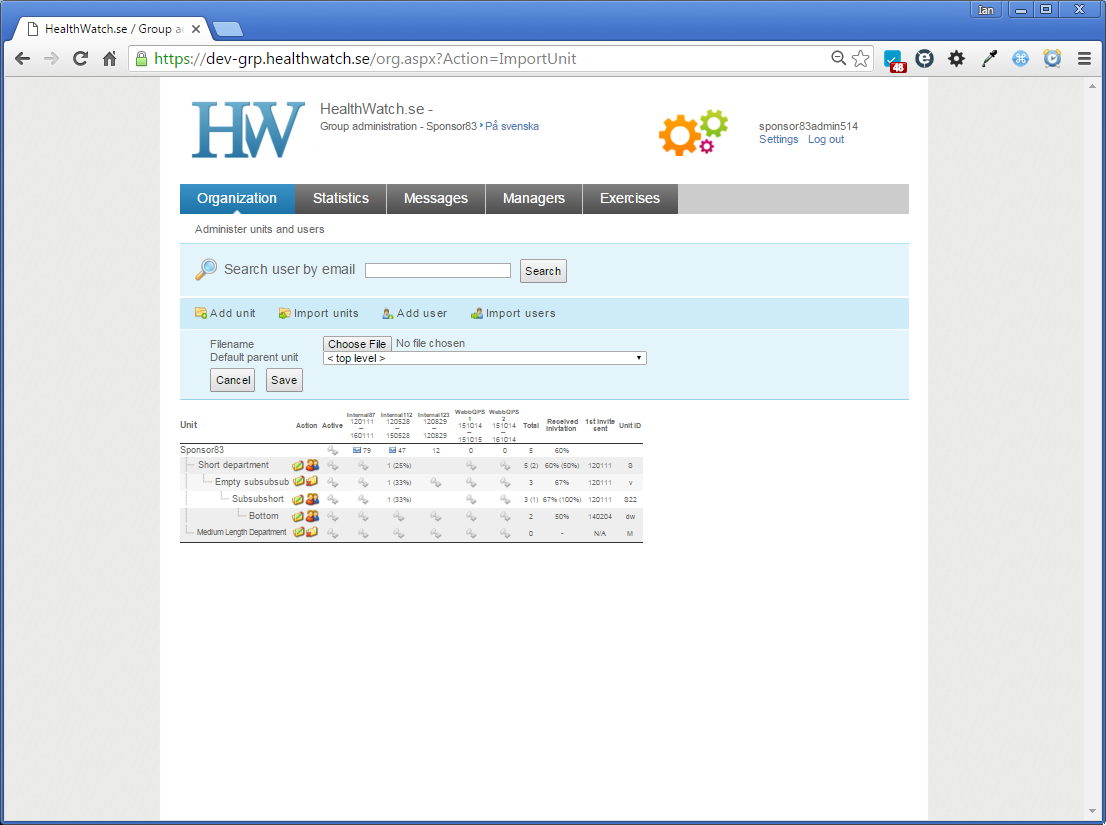 Ian
HealthWatch.se / Group a
https://dev-grp.healthwatch.se/org.aspx?Action=ImportUnit
48
HW
HealthWatch.se -
Group administration - Sponsor83 På svenska
sponsor83admin514
Settings Log out
Organization Statistics Messages Managers Exercises
Administer units and users
Search user by email Search
Add unit Import units Add user Import users
Filename Choose File No file chosen
Default parent unit < top level >
Cancel Save
Unit Action Active Internal87 120111 – 160111 Internal112 120528 – 150528 Internal123 120829 – 120829 WebbQPS 1 151014 – 151015 WebbQPS 2 151014 – 161014 Total Received invitation 1st invite sent Unit ID
Sponsor83 79 47 12 0 0 5 60%
Short department 1 (25%) 5 (2) 60% (50%) 120111 S
Empty subsubsub 1 (33%) 3 67% 120111 v
Subsubshort 1 (33%) 3 (1) 67% (100%) 120111 S22
Bottom 2 50% 140204 dw
Medium Length Department 0 - N/A M